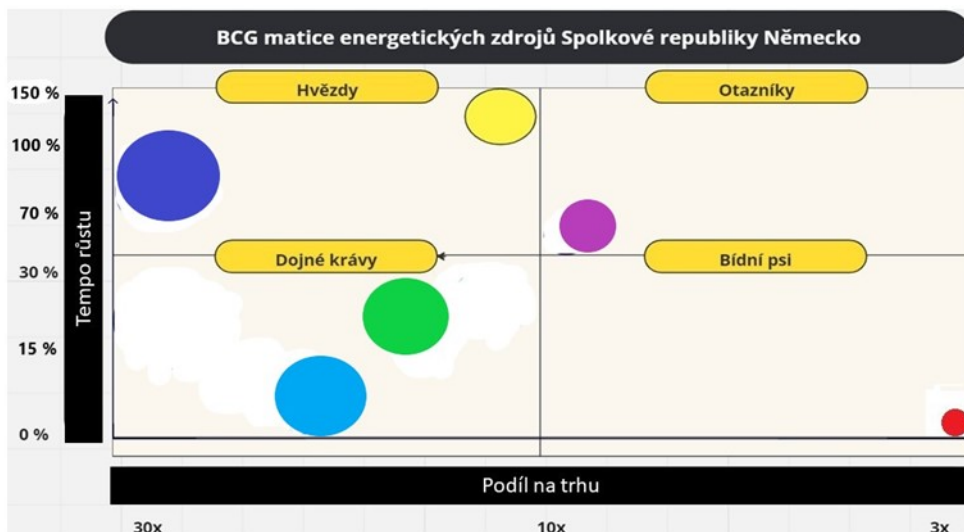 BCG matice energetických zdrojů Spolkové republiky Německo
Hvězdy
Otazníky
150 %
100 %
70 %
Tempo růstu
Dojné krávy
Bídní psi
30 %
15 %
0 %
Podíl na trhu
30x
10x
3x